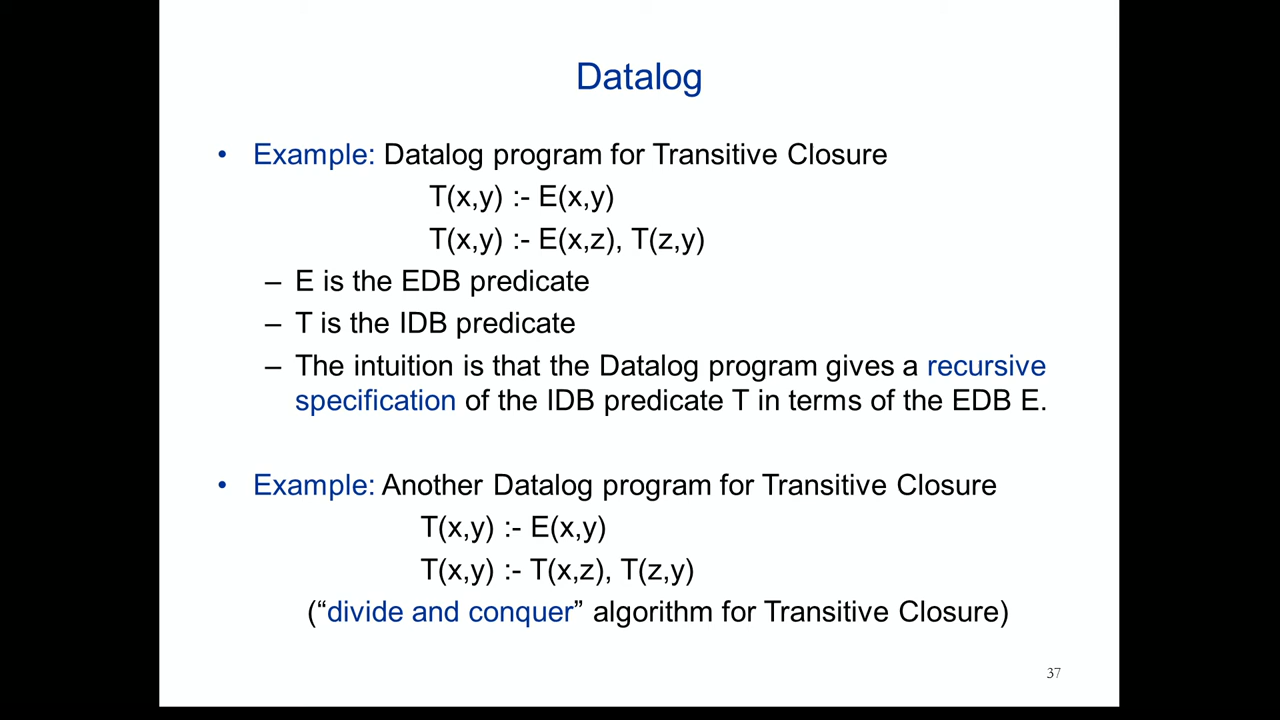 Datalog
• Example: Datalog program for Transitive Closure
T(x,y) :- E(x,y)
T(x,y) :- E(x,z), T(z,y)
– E is the EDB predicate
– T is the IDB predicate
– The intuition is that the Datalog program gives a recursive
specification of the IDB predicate T in terms of the EDB E.
• Example: Another Datalog program for Transitive Closure
T(x,y) :- E(x,y)
T(x,y) :- T(x,z), T(z,y)
(“divide and conquer” algorithm for Transitive Closure)
37